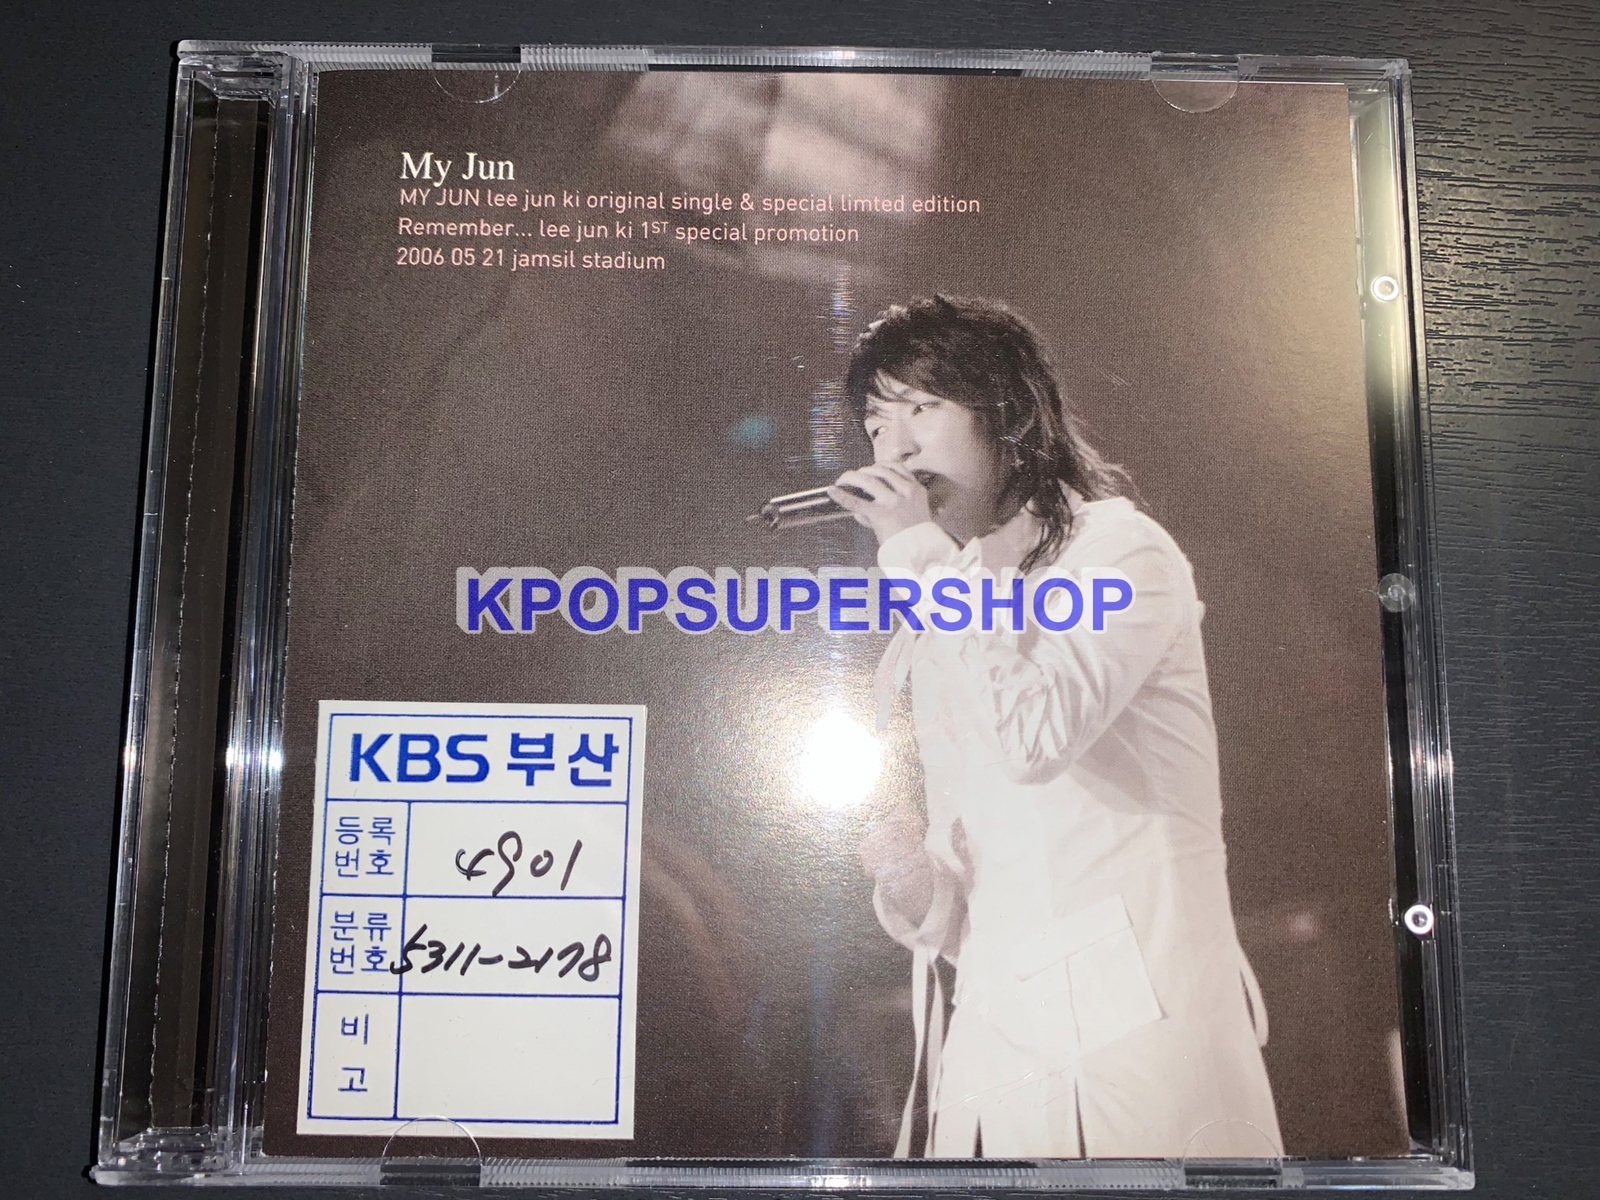 My Jun
MY JUN lee jun ki original single & special limted edition
Remember... lee jun ki 1ST special promotion
2006 05 21 jamsil stadium
KPOPSUPERSHOP
KBS 부산
등록
번호
4901
분류
번호
5311-2178
비
고